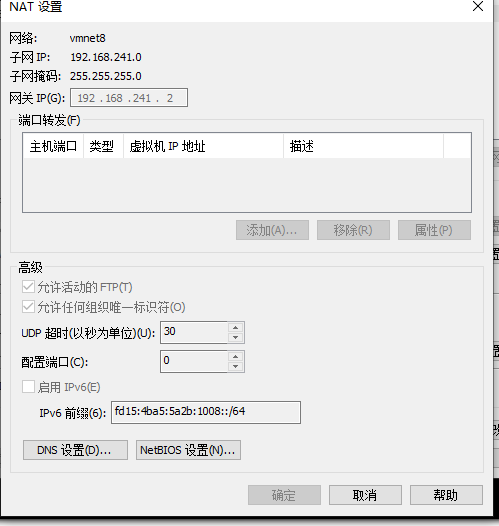 NAT 设置
网络: vmnet8
子网 IP: 192.168.241.0
子网掩码: 255.255.255.0
网关 IP(G): 192 . 168 . 241 . 2
端口转发(F)
主机端口 类型 虚拟机 IP 地址 描述
添加(A)... 移除(R) 属性(P)
高级
允许活动的 FTP(T)
允许任何组织唯一标识符(O)
UDP 超时(以秒为单位)(U): 30
配置端口(C): 0
启用 IPv6(E)
IPv6 前缀(6): fd15:4ba5:5a2b:1008::/64
DNS 设置(D)... NetBIOS 设置(N)...
确定 取消 帮助